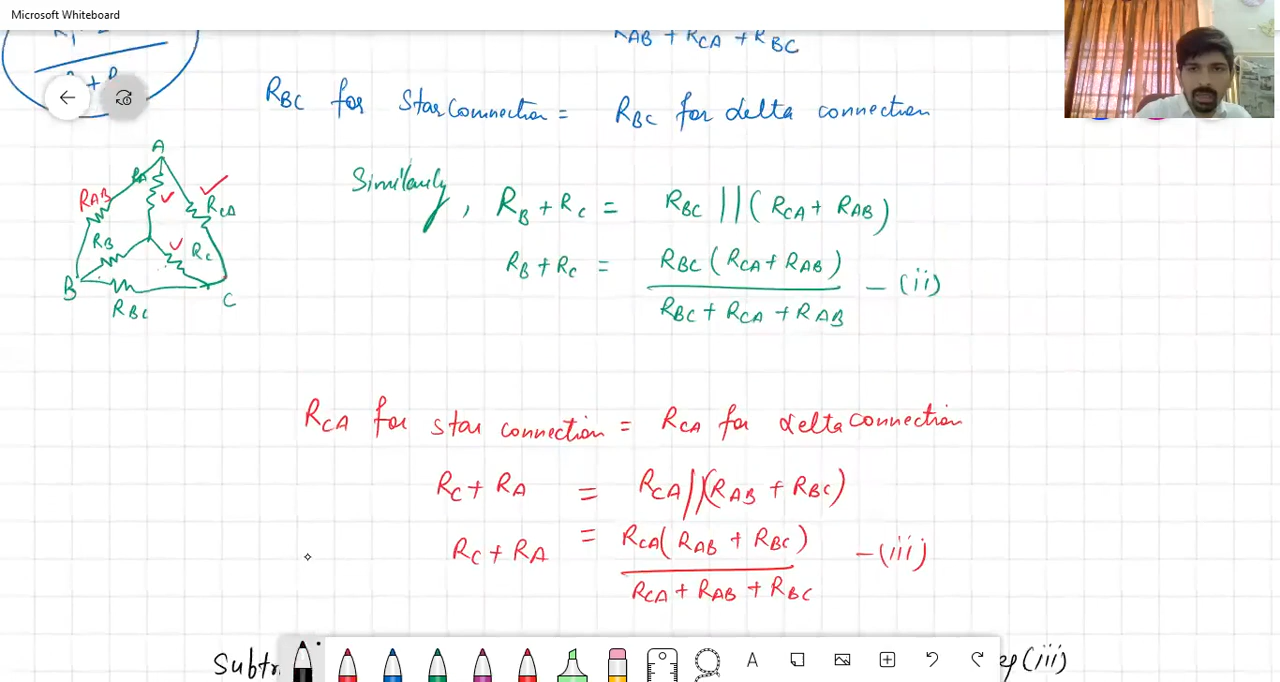 Microsoft Whiteboard
RAB + RCA + RBC
RBC for Star Connection = RBC for delta connection
Similarly, RB + RC = RBC || (RCA + RAB)
RB + RC = RBC (RCA + RAB)
RBC + RCA + RAB
- (ii)
A
RA
RAB
RCA
RB
RC
B
C
RBC
RCA for star connection = RCA for delta connection
RC + RA = RCA || (RAB + RBC)
RC + RA = RCA (RAB + RBC)
RCA + RAB + RBC
- (iii)
A
(iii)